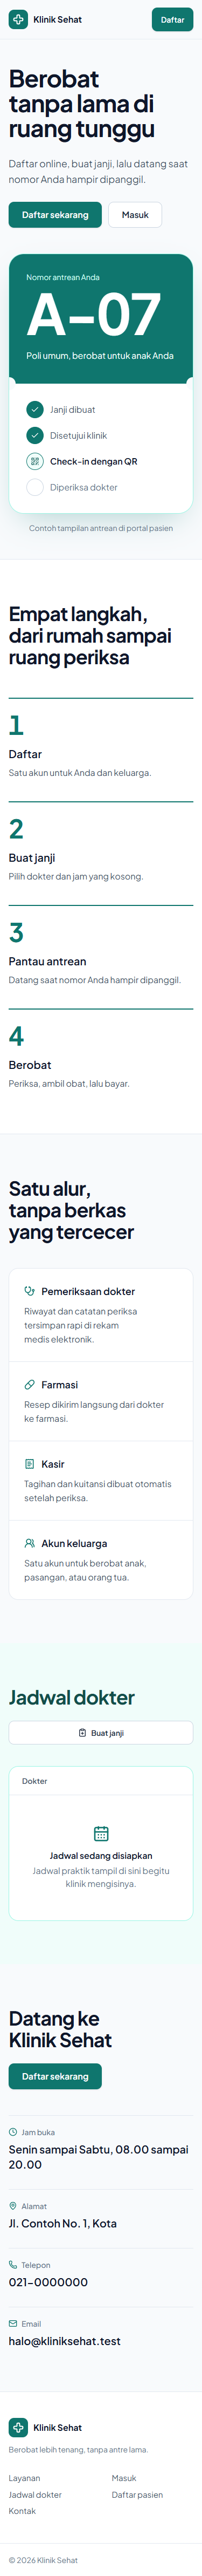 Klinik Sehat
Daftar
Berobat
tanpa lama di
ruang tunggu
Daftar online, buat janji, lalu datang saat
nomor Anda hampir dipanggil.
Daftar sekarang
Masuk
Nomor antrean Anda
A-07
Poli umum, berobat untuk anak Anda
Janji dibuat
Disetujui klinik
Check-in dengan QR
Diperiksa dokter
Contoh tampilan antrean di portal pasien
Empat langkah,
dari rumah sampai
ruang periksa
1
Daftar
Satu akun untuk Anda dan keluarga.
2
Buat janji
Pilih dokter dan jam yang kosong.
3
Pantau antrean
Datang saat nomor Anda hampir dipanggil.
4
Berobat
Periksa, ambil obat, lalu bayar.
Satu alur,
tanpa berkas
yang tercecer
Pemeriksaan dokter
Riwayat dan catatan periksa
tersimpan rapi di rekam
medis elektronik.
Farmasi
Resep dikirim langsung dari dokter
ke farmasi.
Kasir
Tagihan dan kuitansi dibuat otomatis
setelah periksa.
Akun keluarga
Satu akun untuk berobat anak,
pasangan, atau orang tua.
Jadwal dokter
Buat janji
Dokter
Jadwal sedang disiapkan
Jadwal praktik tampil di sini begitu
klinik mengisinya.
Datang ke
Klinik Sehat
Daftar sekarang
Jam buka
Senin sampai Sabtu, 08.00 sampai
20.00
Alamat
Jl. Contoh No. 1, Kota
Telepon
021-0000000
Email
halo@kliniksehat.test
Klinik Sehat
Berobat lebih tenang, tanpa antre lama.
Layanan
Masuk
Jadwal dokter
Daftar pasien
Kontak
© 2026 Klinik Sehat